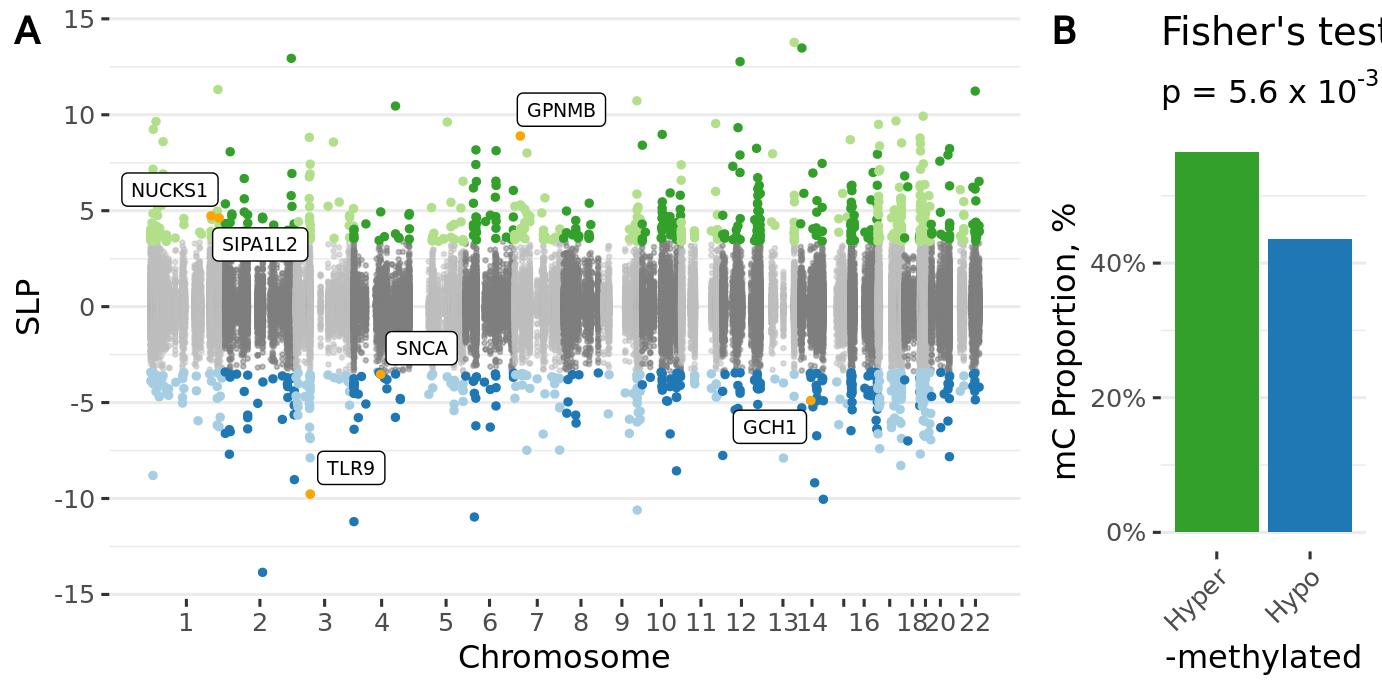 A
15
10
5
0
-5
-10
-15
SLP
NUCKS1
SIPA1L2
GPNMB
SNCA
TLR9
GCH1
1 2 3 4 5 6 7 8 9 10 11 12 13 14 16 18 20 22
Chromosome
B
Fisher's test
p = 5.6 x 10⁻³
mC Proportion, %
40%
20%
0%
Hyper
Hypo
-methylated